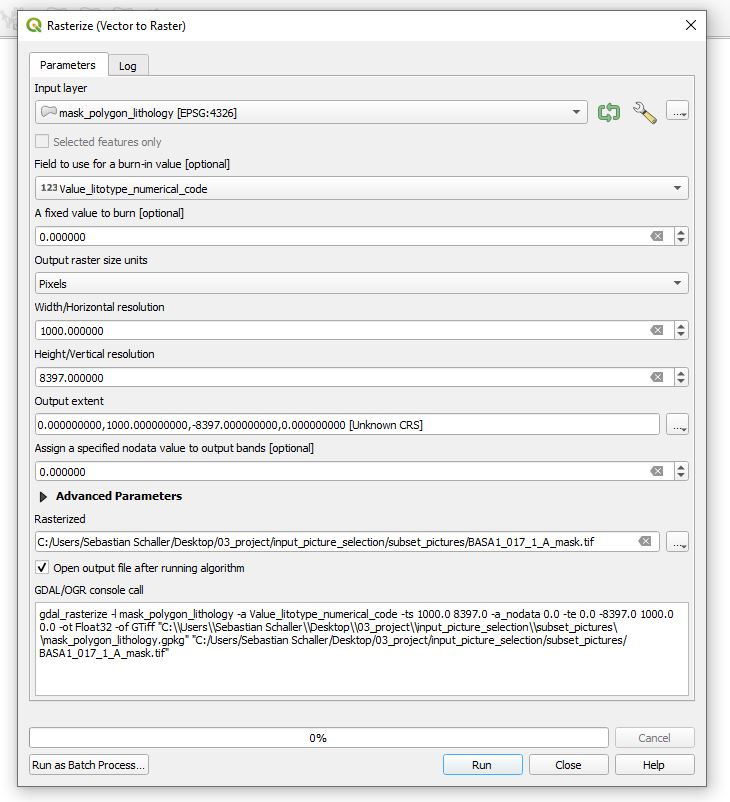 Rasterize (Vector to Raster)
Parameters
Log
Input layer
mask_polygon_lithology [EPSG:4326]
...
Selected features only
Field to use for a burn-in value [optional]
123 Value_litotype_numerical_code
A fixed value to burn [optional]
0.000000
Output raster size units
Pixels
Width/Horizontal resolution
1000.000000
Height/Vertical resolution
8397.000000
Output extent
0.000000000,1000.000000000,-8397.000000000,0.000000000 [Unknown CRS]
...
Assign a specified nodata value to output bands [optional]
0.000000
Advanced Parameters
Rasterized
C:/Users/Sebastian Schaller/Desktop/03_project/input_picture_selection/subset_pictures/BASA1_017_1_A_mask.tif
...
Open output file after running algorithm
GDAL/OGR console call
gdal_rasterize -l mask_polygon_lithology -a Value_litotype_numerical_code -ts 1000.0 8397.0 -a_nodata 0.0 -te 0.0 -8397.0 1000.0
0.0 -ot Float32 -of GTiff "C:\\Users\\Sebastian Schaller\\Desktop\\03_project\\input_picture_selection\\subset_pictures\
\mask_polygon_lithology.gpkg" "C:/Users/Sebastian Schaller/Desktop/03_project/input_picture_selection/subset_pictures/
BASA1_017_1_A_mask.tif"
0%
Cancel
Run as Batch Process...
Run
Close
Help